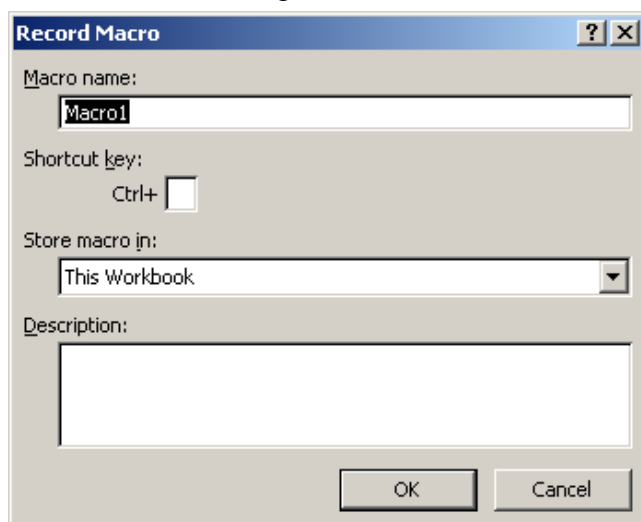 Record Macro
Macro name:
Macro1
Shortcut key:
Ctrl+
Store macro in:
This Workbook
Description:
OK Cancel